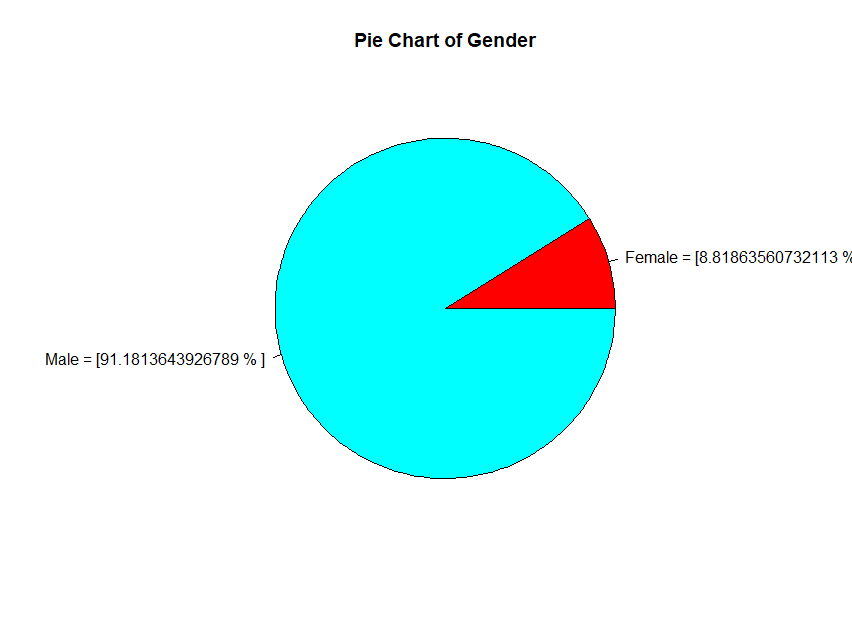 Pie Chart of Gender
Female = [8.81863560732113 %
Male = [91.1813643926789 % ]